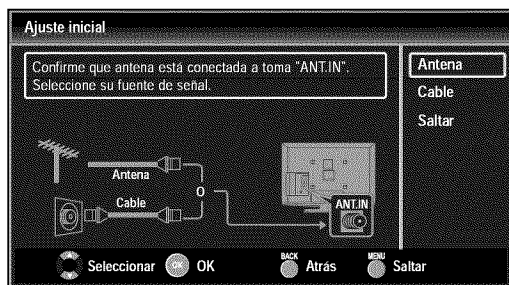 Ajuste inicial
Confirme que antena está conectada a toma "ANT.IN".
Seleccione su fuente de señal.
Antena
Cable
Saltar
Antena
O
Cable
ANT.IN
Seleccionar OK OK BACK Atrás MENU Saltar